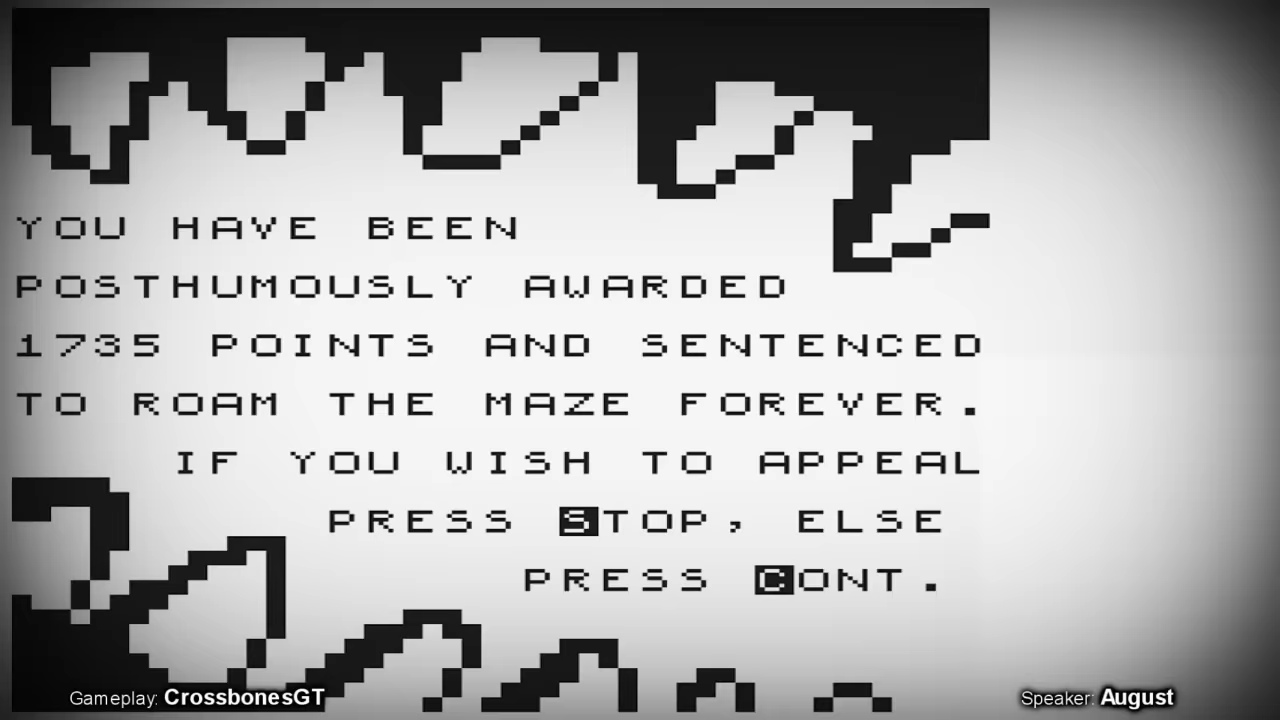 YOU HAVE BEEN
POSTHUMOUSLY AWARDED
1735 POINTS AND SENTENCED
TO ROAM THE MAZE FOREVER.
IF YOU WISH TO APPEAL
PRESS STOP, ELSE
PRESS CONT.
Gameplay: CrossbonesGT
Speaker: August